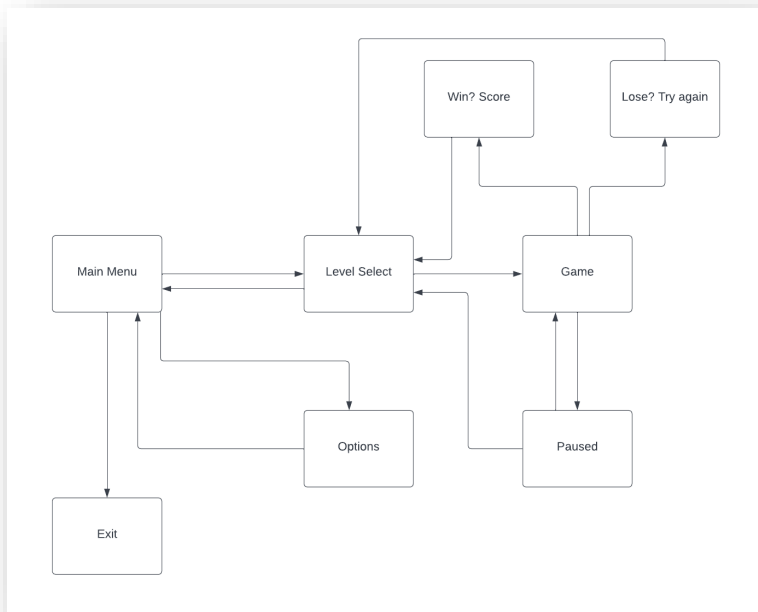 Win? Score
Lose? Try again
Main Menu
Level Select
Game
Options
Paused
Exit